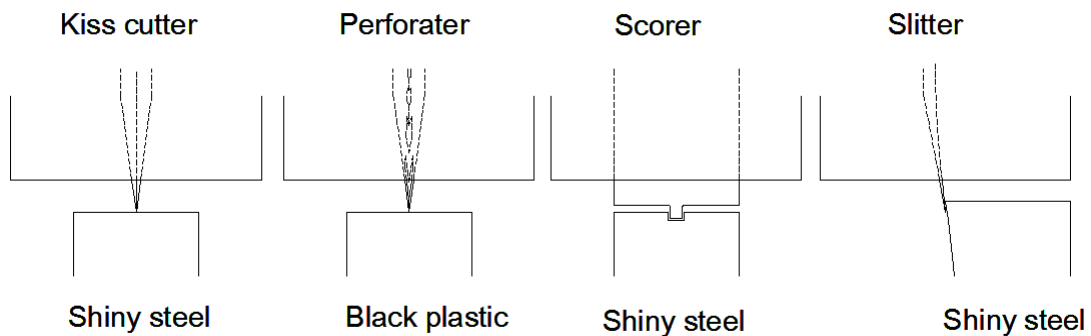 Kiss cutter
Perforater
Scorer
Slitter
Shiny steel
Black plastic
Shiny steel
Shiny steel